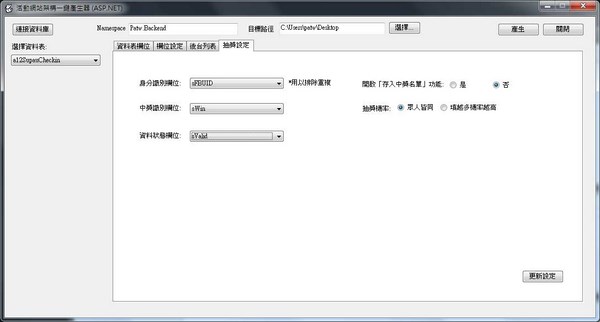 活動網站架構一鍵產生器 (ASP.NET)
連接資料庫
Namespace Patw.Backend
目標路徑 C:\Users\patw\Desktop
選擇...
產生
關閉
選擇資料表:
a12SuperCheckin
資料表欄位 欄位設定 後台列表 抽獎設定
身分識別欄位: sFBUID *用以排除重複
開啟「存入中獎名單」功能: 是 否
中獎識別欄位: sWin
抽獎機率: 眾人皆同 填越多機率越高
資料狀態欄位: sValid
更新設定